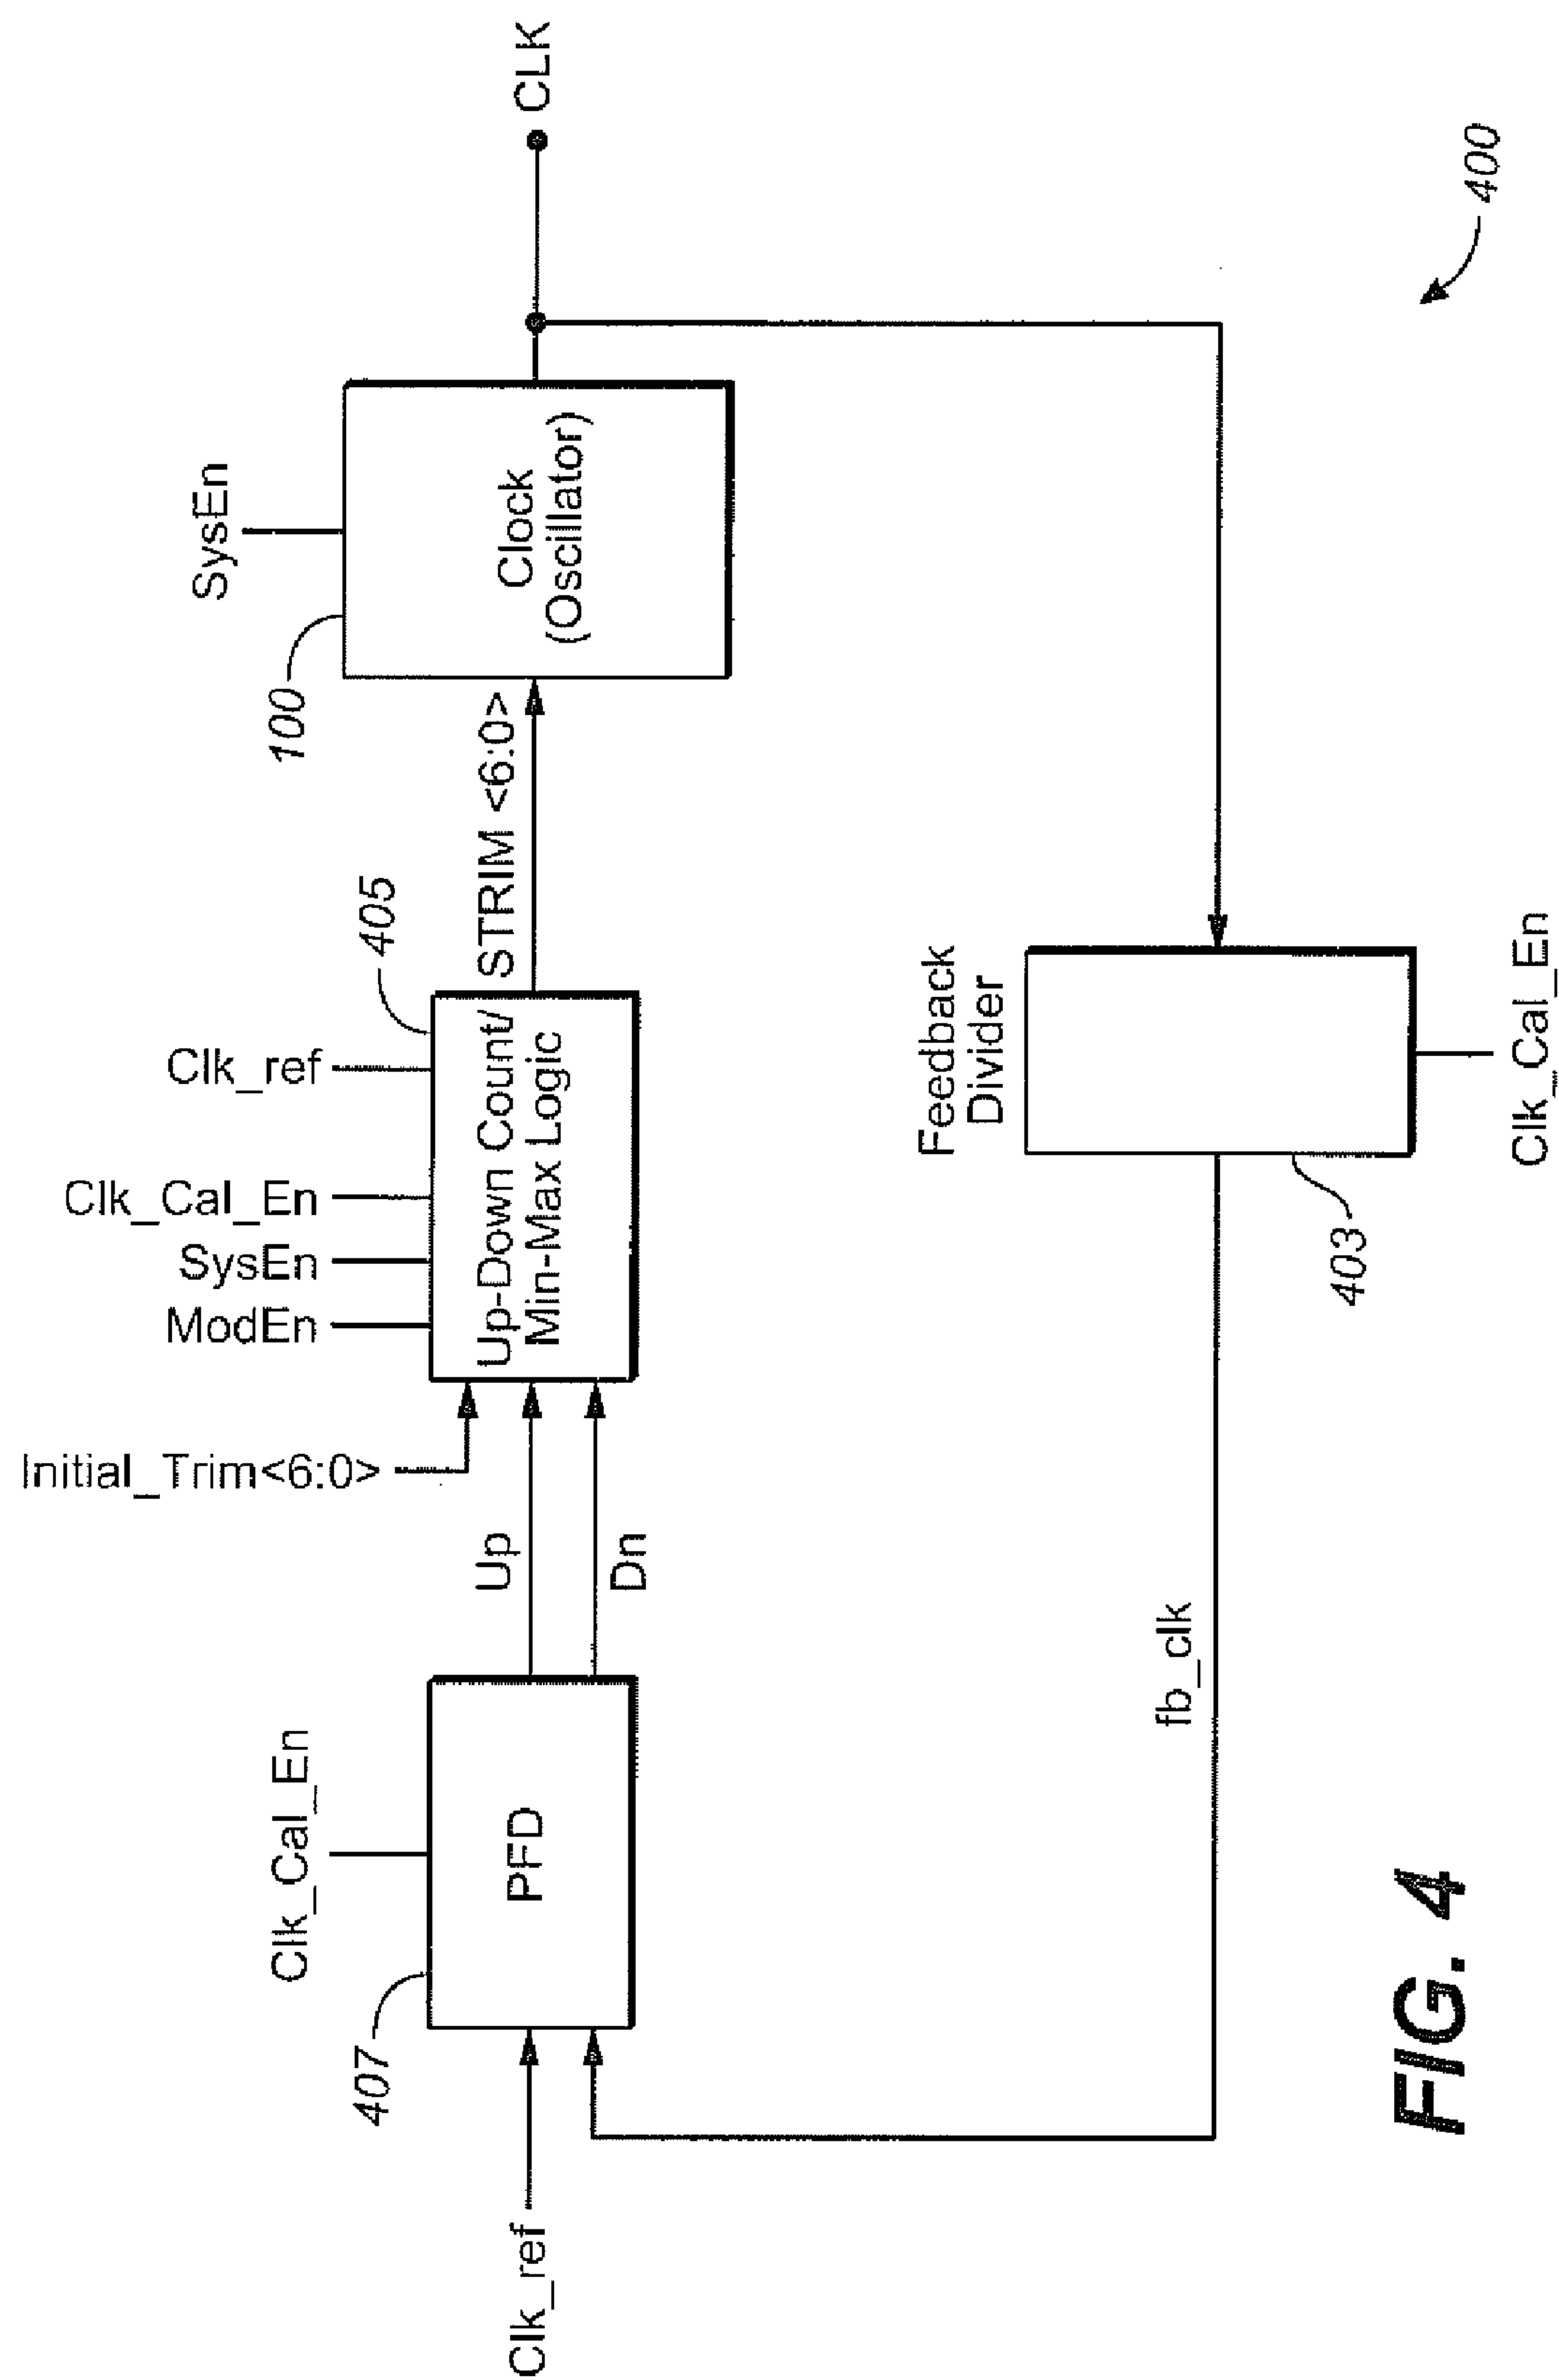 Clk_ref
407
Clk_Cal_En
PFD
Up
Dn
Initial_Trim<6:0>
ModEn
SysEn
Clk_Cal_En
Clk_ref
405
Up-Down Count/
Min-Max Logic
STRIM <6:0>
100
SysEn
Clock
(Oscillator)
CLK
fb_clk
Feedback
Divider
403
Clk_Cal_En
400
FIG. 4